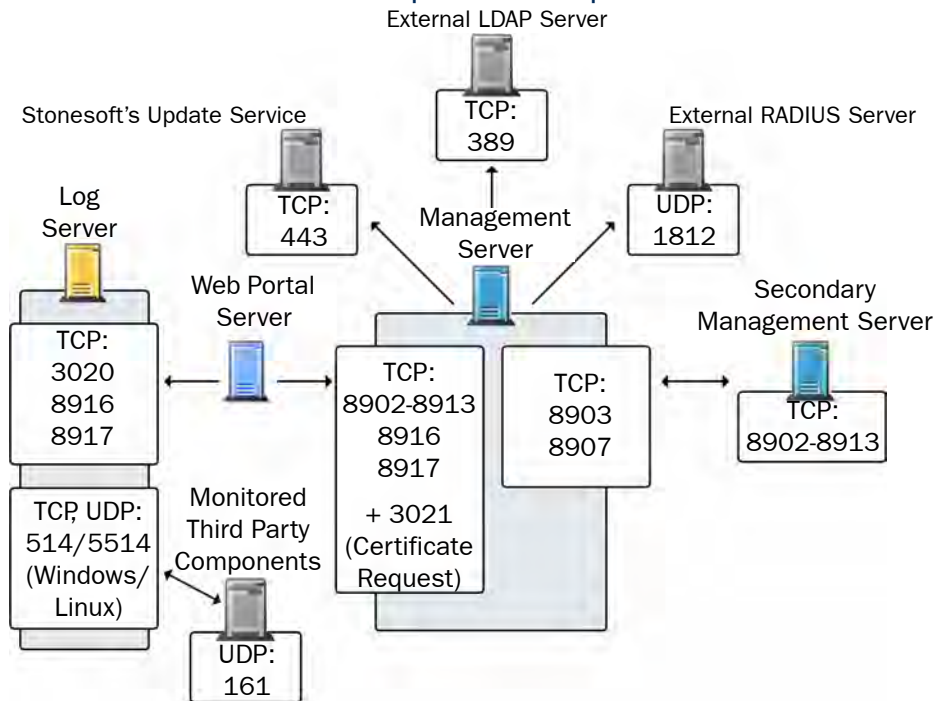 External LDAP Server
TCP:
389
Stonesoft's Update Service
TCP:
443
External RADIUS Server
UDP:
1812
Log
Server
TCP:
3020
8916
8917
TCP, UDP:
514/5514
(Windows/
Linux)
Web Portal
Server
Management
Server
TCP:
8902-8913
8916
8917
+ 3021
(Certificate
Request)
TCP:
8903
8907
Secondary
Management Server
TCP:
8902-8913
Monitored
Third Party
Components
UDP:
161